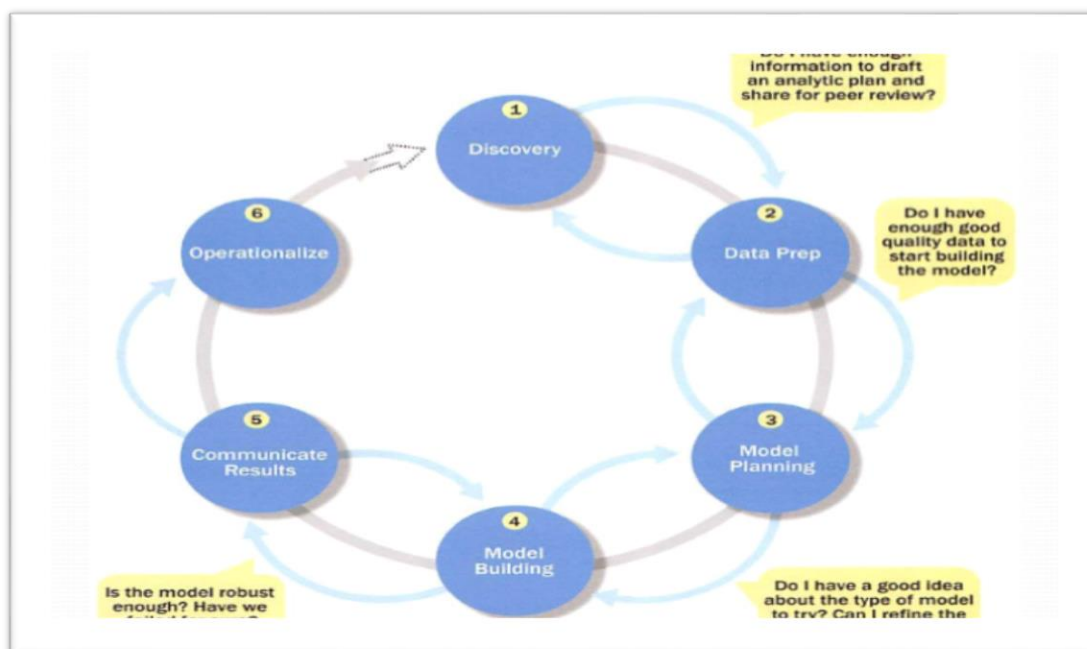 Do I have enough
information to draft
an analytic plan and
share for peer review?
1
Discovery
6
Operationalize
2
Data Prep
Do I have
enough good
quality data to
start building
the model?
5
Communicate
Results
3
Model
Planning
4
Model
Building
Is the model robust
enough? Have we
Do I have a good idea
about the type of model
to try? Can I refine the